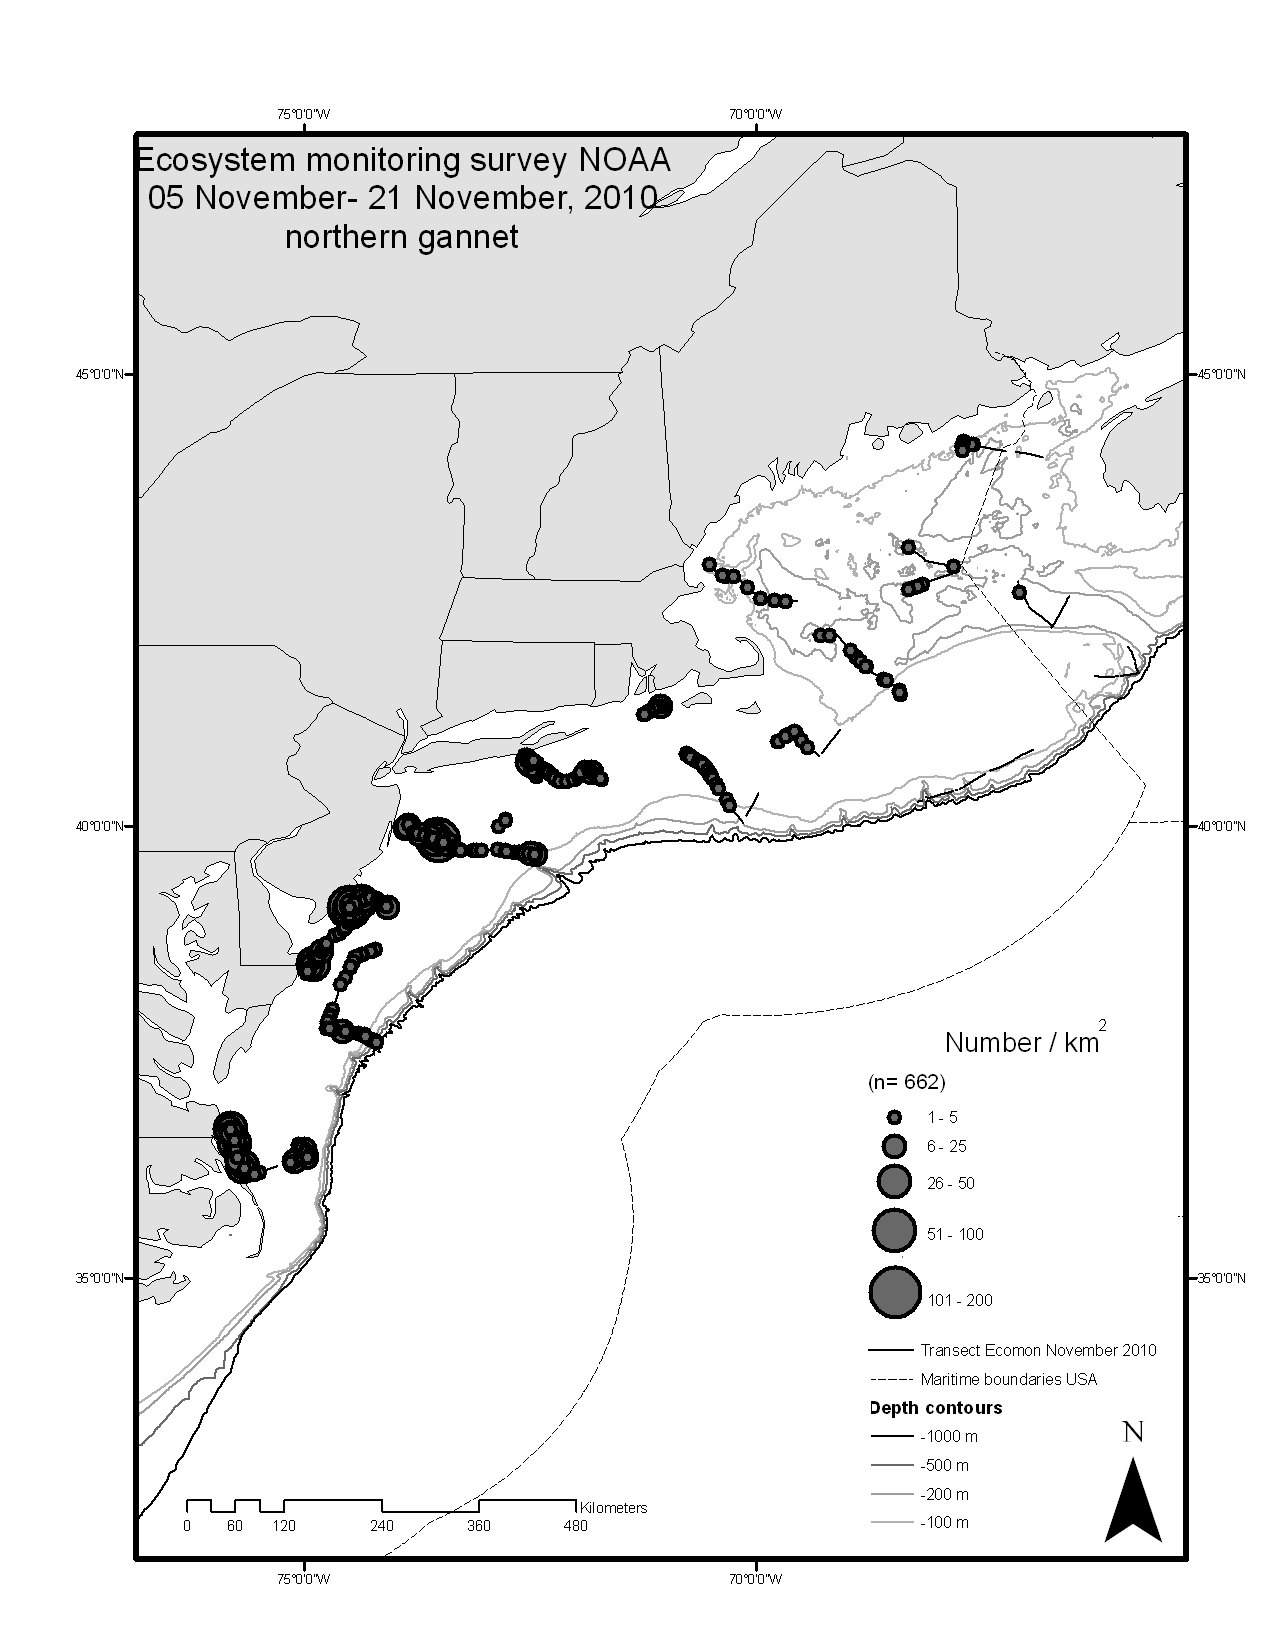 75°0'0"W
70°0'0"W
Ecosystem monitoring survey NOAA
05 November- 21 November, 2010
northern gannet
45°0'0"N
45°0'0"N
40°0'0"N
40°0'0"N
Number / km2
(n= 662)
1 - 5
6 - 25
26 - 50
51 - 100
101 - 200
35°0'0"N
35°0'0"N
Transect Ecomon November 2010
Maritime boundaries USA
Depth contours
-1000 m
-500 m
-200 m
-100 m
N
Kilometers
0 60 120 240 360 480
75°0'0"W
70°0'0"W